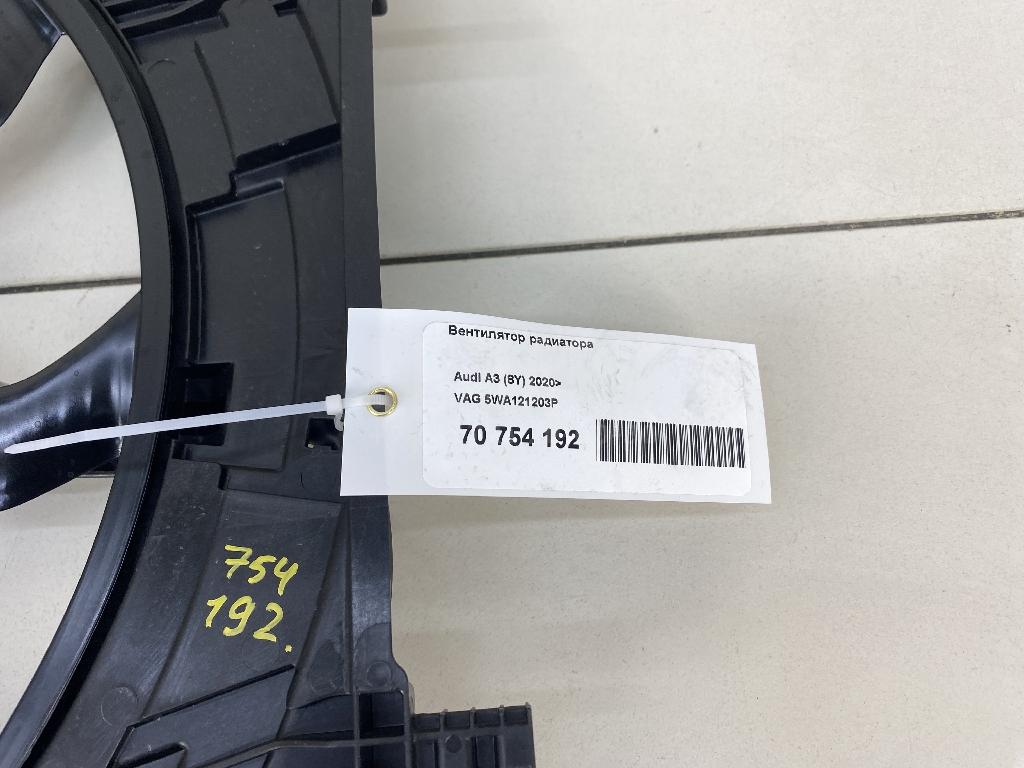 Вентилятор радиатора
Audi A3 (8Y) 2020>
VAG 5WA121203P
70 754 192
754
192.